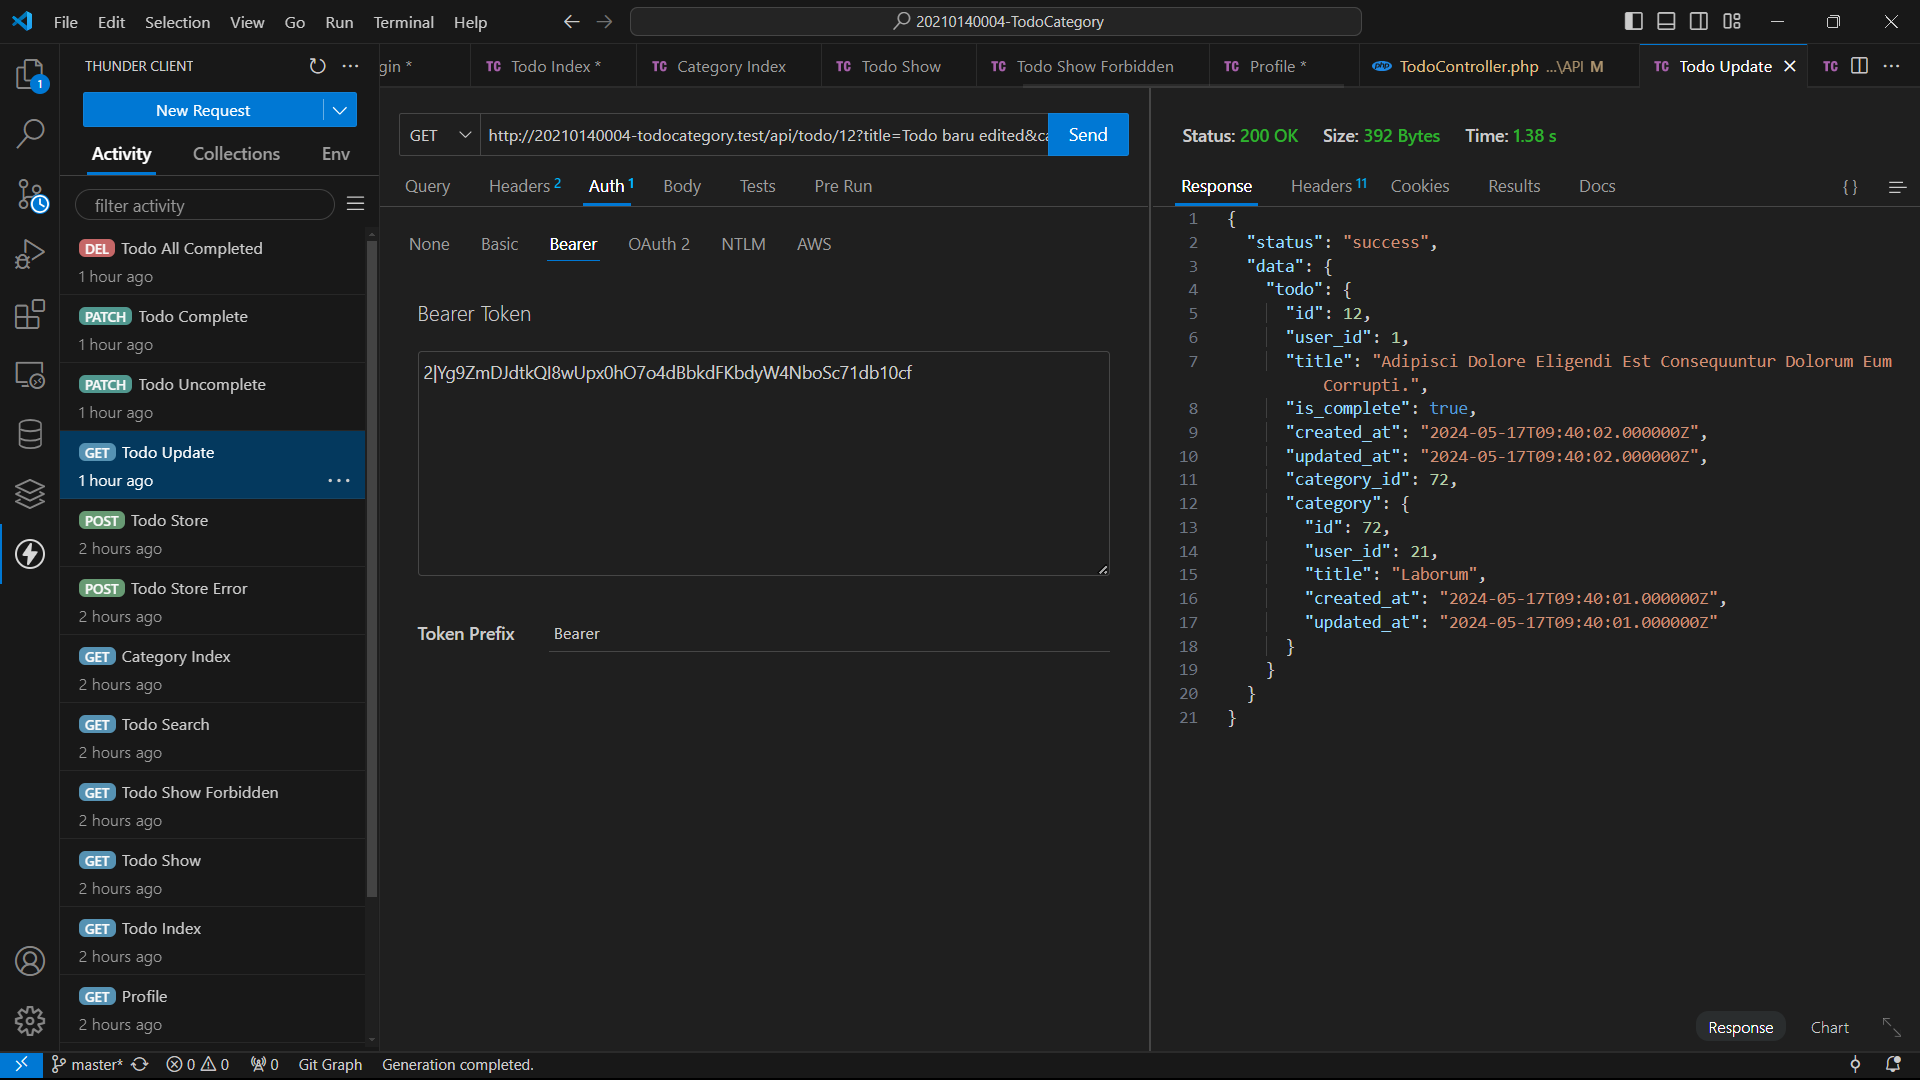 File Edit Selection View Go Run Terminal Help
20210140004-TodoCategory
THUNDER CLIENT
gin *
TC Todo Index *
TC Category Index
TC Todo Show
TC Todo Show Forbidden
TC Profile *
php TodoController.php ...\API M
TC Todo Update
TC
1
New Request
Activity Collections Env
filter activity
DEL Todo All Completed
1 hour ago
PATCH Todo Complete
1 hour ago
PATCH Todo Uncomplete
1 hour ago
GET Todo Update
1 hour ago
POST Todo Store
2 hours ago
POST Todo Store Error
2 hours ago
GET Category Index
2 hours ago
GET Todo Search
2 hours ago
GET Todo Show Forbidden
2 hours ago
GET Todo Show
2 hours ago
GET Todo Index
2 hours ago
GET Profile
2 hours ago
GET
http://20210140004-todocategory.test/api/todo/12?title=Todo baru edited&ca
Send
Query Headers 2 Auth 1 Body Tests Pre Run
None Basic Bearer OAuth 2 NTLM AWS
Bearer Token
2|Yg9ZmDJdtkQI8wUpx0hO7o4dBbkdFKbdyW4NboSc71db10cf
Token Prefix Bearer
Status: 200 OK Size: 392 Bytes Time: 1.38 s
Response Headers 11 Cookies Results Docs {}
1 {
2 "status": "success",
3 "data": {
4 "todo": {
5 "id": 12,
6 "user_id": 1,
7 "title": "Adipisci Dolore Eligendi Est Consequuntur Dolorum Eum
Corrupti.",
8 "is_complete": true,
9 "created_at": "2024-05-17T09:40:02.000000Z",
10 "updated_at": "2024-05-17T09:40:02.000000Z",
11 "category_id": 72,
12 "category": {
13 "id": 72,
14 "user_id": 21,
15 "title": "Laborum",
16 "created_at": "2024-05-17T09:40:01.000000Z",
17 "updated_at": "2024-05-17T09:40:01.000000Z"
18 }
19 }
20 }
21 }
Response Chart
master* 0 0 0 Git Graph Generation completed.